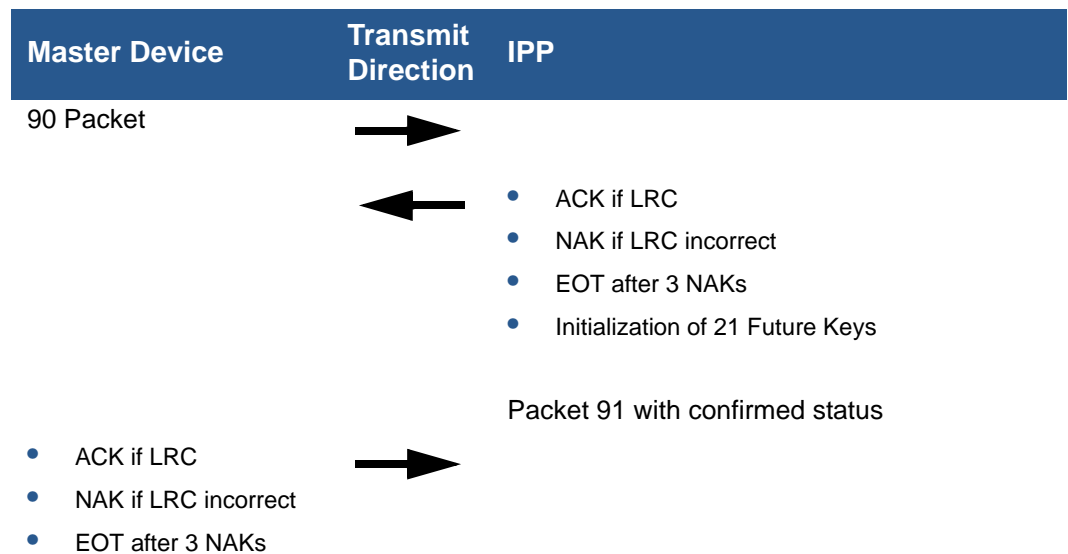 Master Device Transmit Direction IPP
90 Packet
• ACK if LRC
• NAK if LRC incorrect
• EOT after 3 NAKs
• Initialization of 21 Future Keys
Packet 91 with confirmed status
• ACK if LRC
• NAK if LRC incorrect
• EOT after 3 NAKs